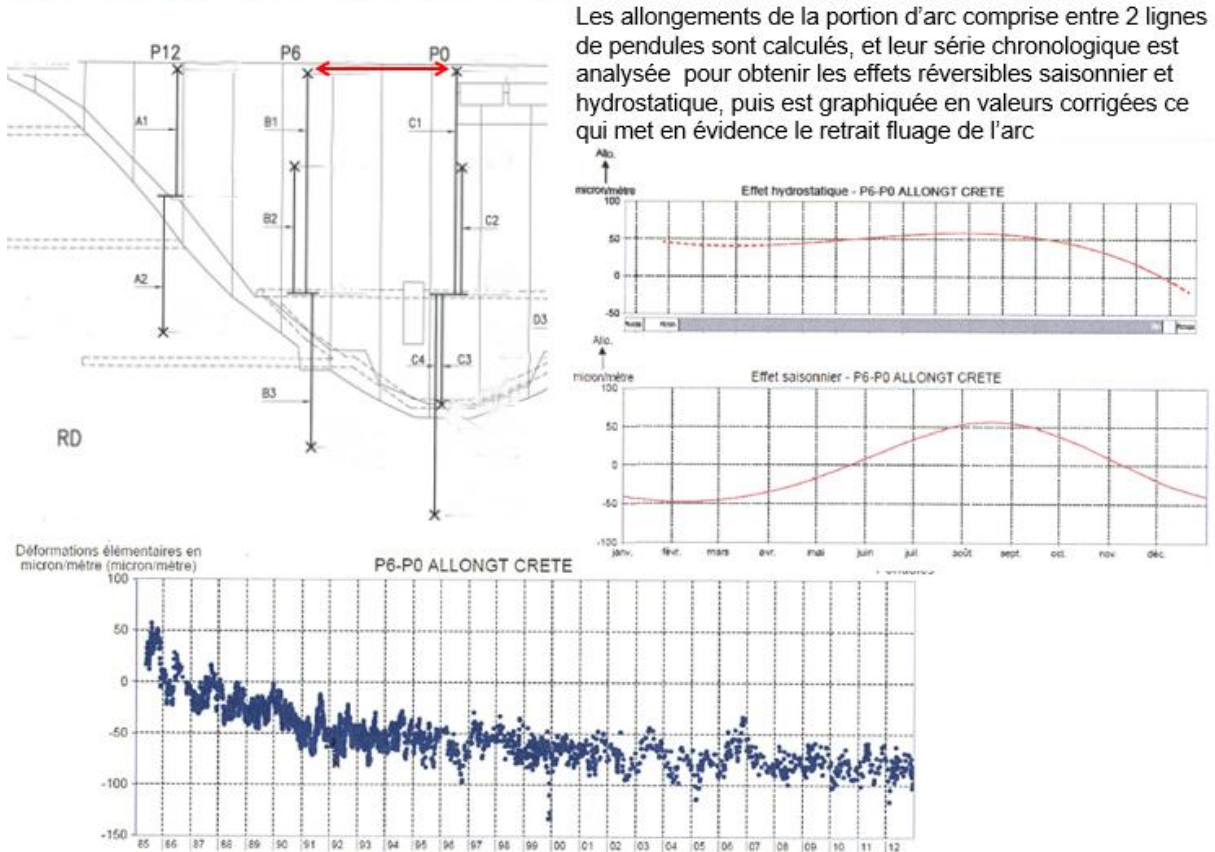 Les allongements de la portion d’arc comprise entre 2 lignes
de pendules sont calculés, et leur série chronologique est
analysée pour obtenir les effets réversibles saisonnier et
hydrostatique, puis est graphiquée en valeurs corrigées ce
qui met en évidence le retrait fluage de l’arc
P12 P6 P0
A1 B1 C1
B2 C2
A2
D3
C4 C3
B3
RD
Allo.
micron/mètre
Effet hydrostatique - P6-P0 ALLONGT CRETE
100
50
0
-50
Allo.
micron/mètre
Effet saisonnier - P6-P0 ALLONGT CRETE
100
50
0
-50
-100
janv. févr. mars avr. mai juin juil. août sept. oct. nov. déc.
Déformations élémentaires en
micron/mètre (micron/mètre)
P6-P0 ALLONGT CRETE
100
50
0
-50
-100
-150
85 86 87 88 89 90 91 92 93 94 95 96 97 98 99 00 01 02 03 04 05 06 07 08 09 10 11 12